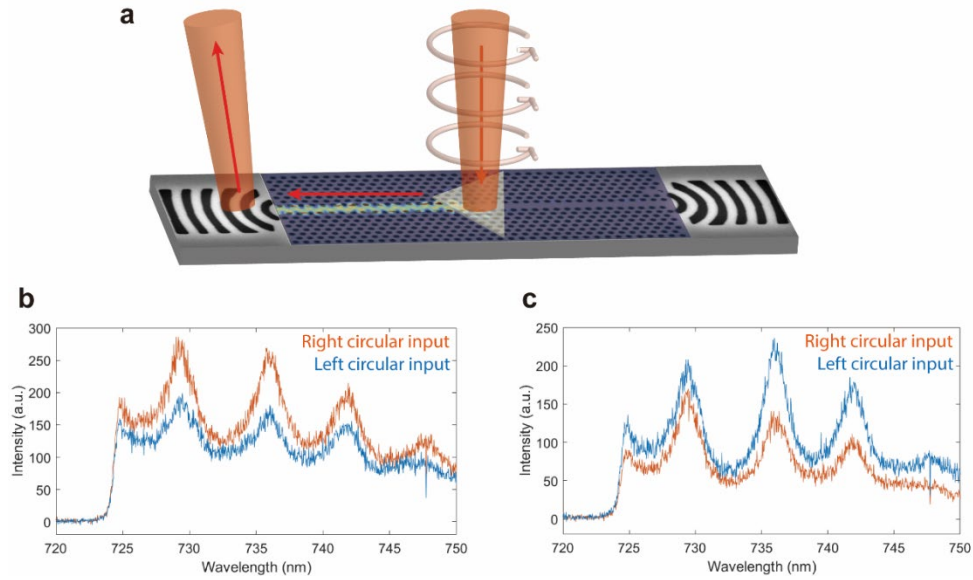 a
b
300
250
200
150
100
50
0
Intensity (a.u.)
Right circular input
Left circular input
720 725 730 735 740 745 750
Wavelength (nm)
c
250
200
150
100
50
0
Intensity (a.u.)
Right circular input
Left circular input
720 725 730 735 740 745 750
Wavelength (nm)